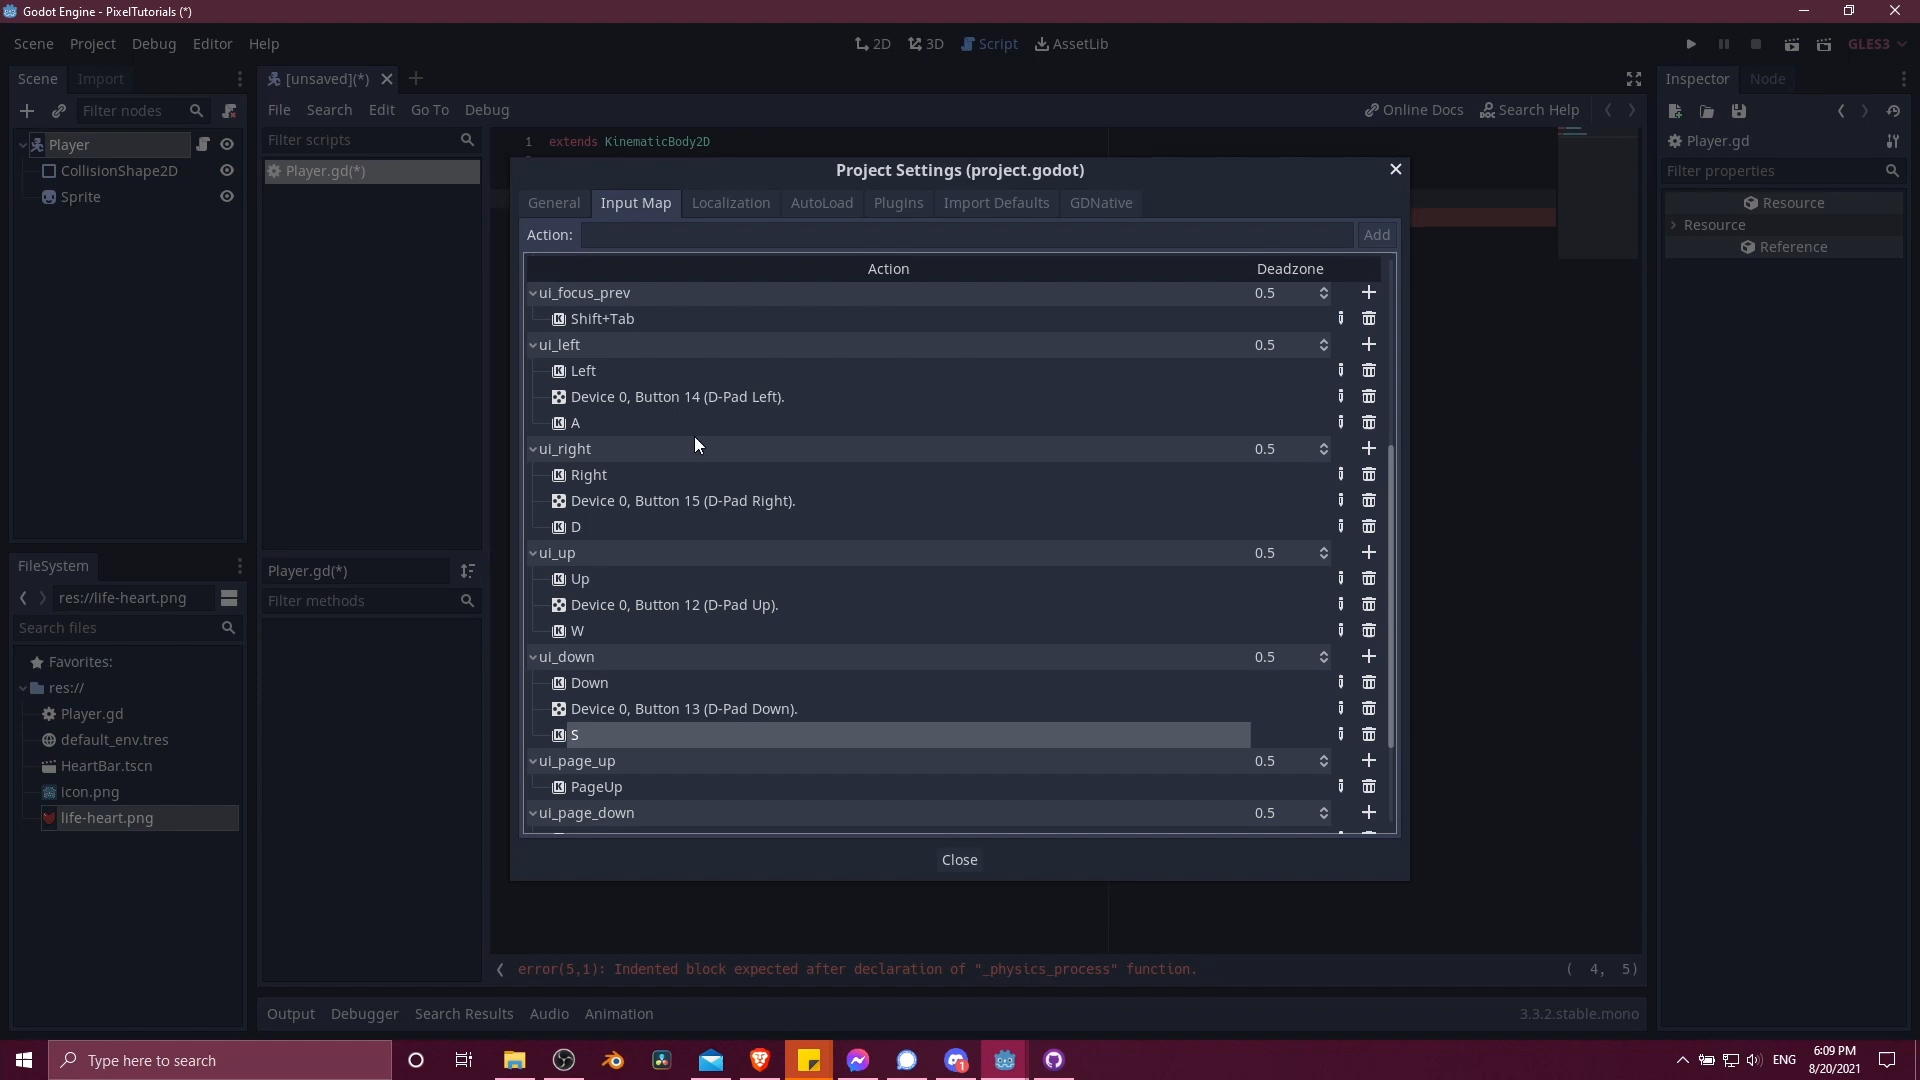 Godot Engine - PixelTutorials (*)
Scene Project Debug Editor Help
2D 3D Script AssetLib
GLES3
Scene Import
[unsaved](*)
Inspector Node
Filter nodes
File Search Edit Go To Debug
Online Docs Search Help
Filter scripts
1 extends KinematicBody2D
Player
CollisionShape2D
Sprite
Player.gd(*)
Player.gd
Filter properties
Resource
Resource
Reference
Project Settings (project.godot)
General Input Map Localization AutoLoad Plugins Import Defaults GDNative
Action: Add
Action Deadzone
ui_focus_prev 0.5
Shift+Tab
ui_left 0.5
Left
Device 0, Button 14 (D-Pad Left).
A
ui_right 0.5
Right
Device 0, Button 15 (D-Pad Right).
D
ui_up 0.5
Up
Device 0, Button 12 (D-Pad Up).
W
ui_down 0.5
Down
Device 0, Button 13 (D-Pad Down).
S
ui_page_up 0.5
PageUp
ui_page_down 0.5
Close
FileSystem
res://life-heart.png
Search files
Favorites:
res://
Player.gd
default_env.tres
HeartBar.tscn
icon.png
life-heart.png
Player.gd(*)
Filter methods
error(5,1): Indented block expected after declaration of "_physics_process" function.
( 4, 5)
Output Debugger Search Results Audio Animation
3.3.2.stable.mono
Type here to search
1
ENG
6:09 PM
8/20/2021